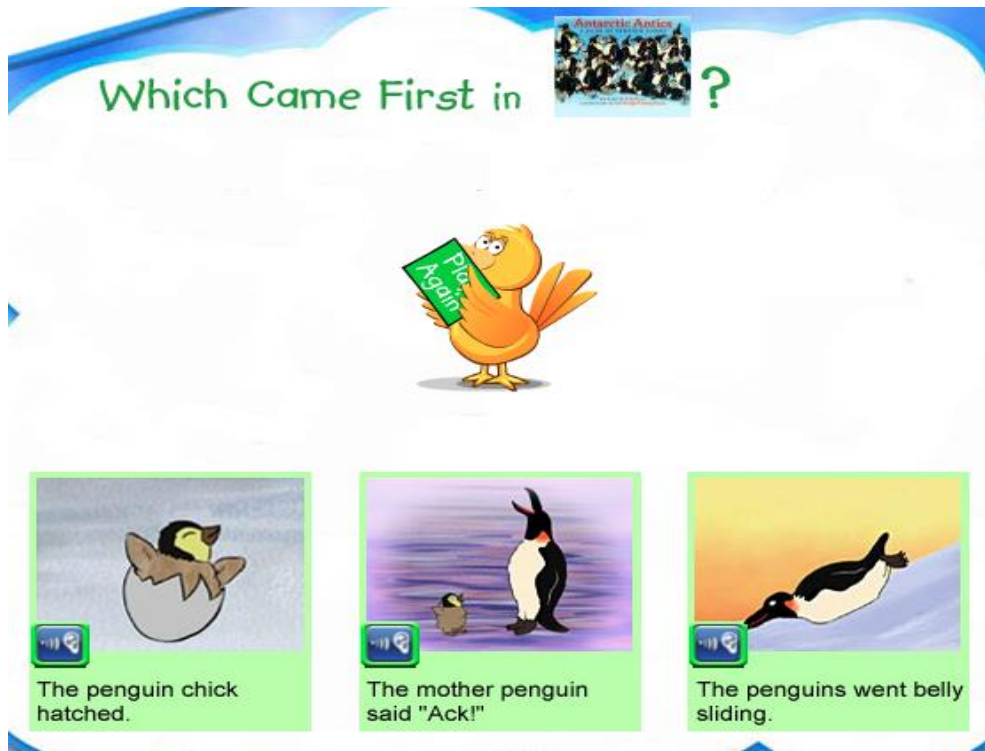 Which Came First in
Antarctic Antics
?
Play
Again
The penguin chick
hatched.
The mother penguin
said "Ack!"
The penguins went belly
sliding.